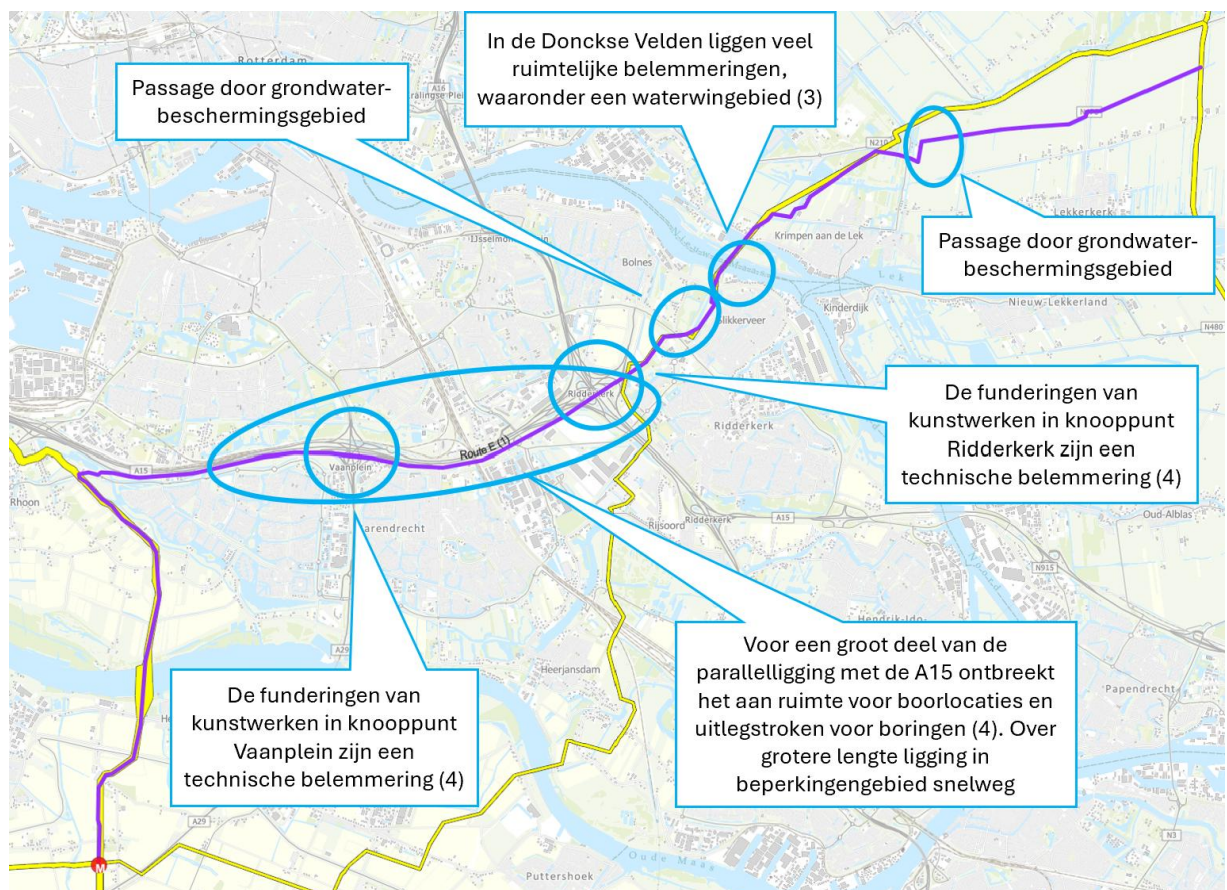 In de Donckse Velden liggen veel
ruimtelijke belemmeringen,
waaronder een waterwingebied (3)
Passage door grondwater-
beschermingsgebied
Rotterdam
A16
N210
Lekkerkerk
Krimpen aan de Lek
Passage door grondwater-
beschermingsgebied
Bolnes
Lek
Nieuw-Lekkerland
Kinderdijk
Slikkerveer
N480
De funderingen van
kunstwerken in knooppunt
Ridderkerk zijn een
technische belemmering (4)
Ridderkerk
Ridderkerk
Route E (1)
Vaanplein
A15
Rhoon
Rijsoord
Ridderkerk
A15
Oud-Alblas
N915
A29
Heerjansdam
Papendrecht
Voor een groot deel van de
parallelligging met de A15 ontbreekt
het aan ruimte voor boorlocaties en
uitlegstroken voor boringen (4). Over
grotere lengte ligging in
beperkingengebied snelweg
De funderingen van
kunstwerken in knooppunt
Vaanplein zijn een
technische belemmering (4)
A29
N3
M
Oude Maas
Puttershoek